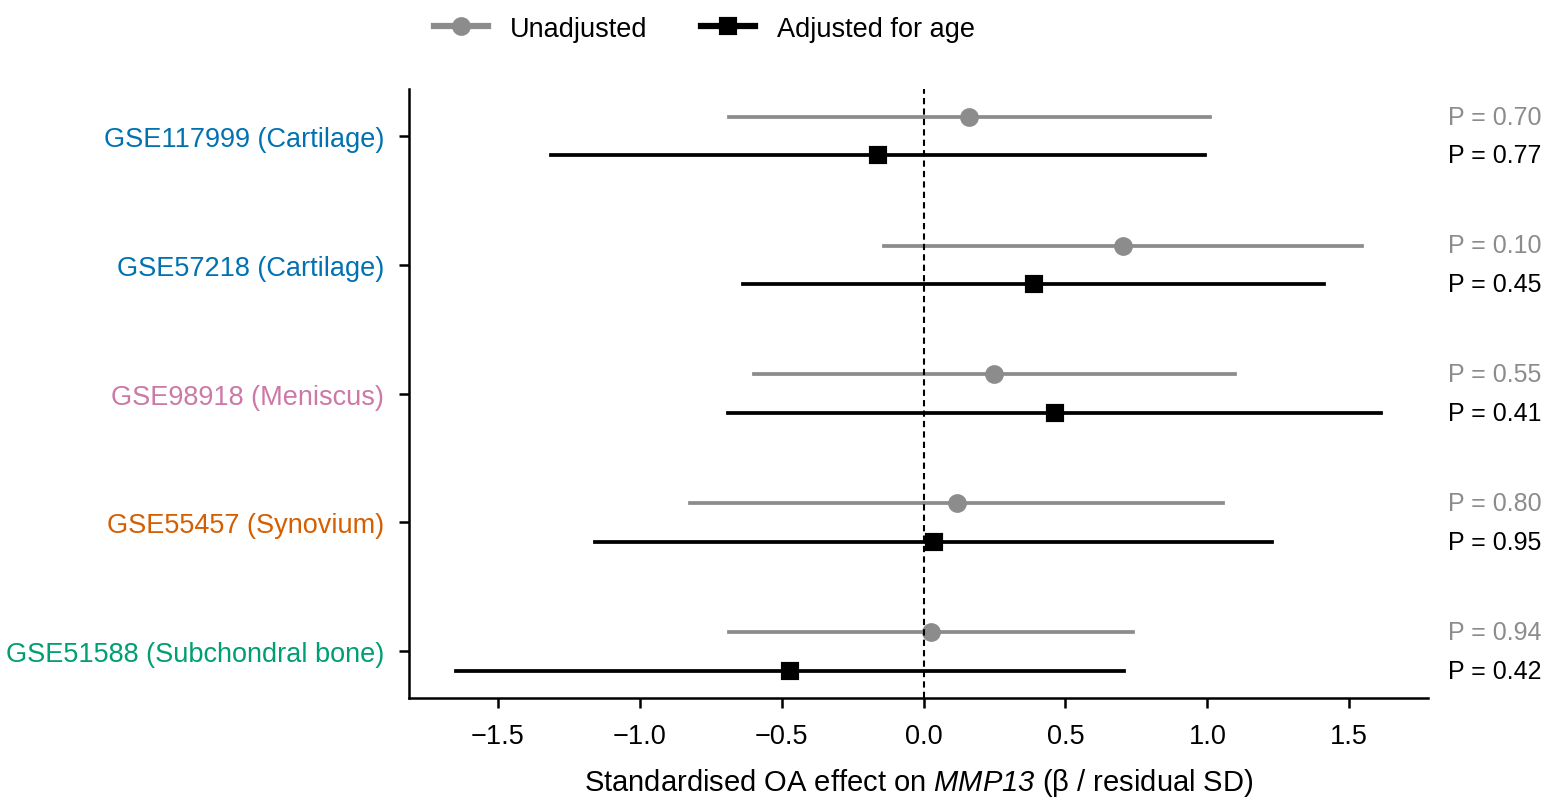 Unadjusted Adjusted for age
GSE117999 (Cartilage)
P = 0.70
P = 0.77
GSE57218 (Cartilage)
P = 0.10
P = 0.45
GSE98918 (Meniscus)
P = 0.55
P = 0.41
GSE55457 (Synovium)
P = 0.80
P = 0.95
GSE51588 (Subchondral bone)
P = 0.94
P = 0.42
−1.5 −1.0 −0.5 0.0 0.5 1.0 1.5
Standardised OA effect on MMP13 (β / residual SD)